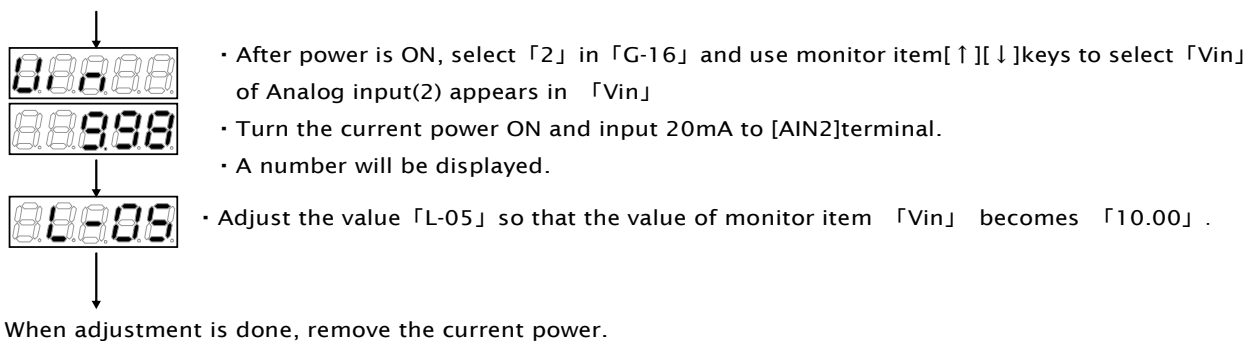 ・After power is ON, select「2」in「G-16」and use monitor item[↑][↓]keys to select「Vin」
Vin
of Analog input(2) appears in 「Vin」
9.98
・Turn the current power ON and input 20mA to [AIN2]terminal.
・A number will be displayed.
L-05
・Adjust the value「L-05」so that the value of monitor item 「Vin」 becomes 「10.00」.
When adjustment is done, remove the current power.